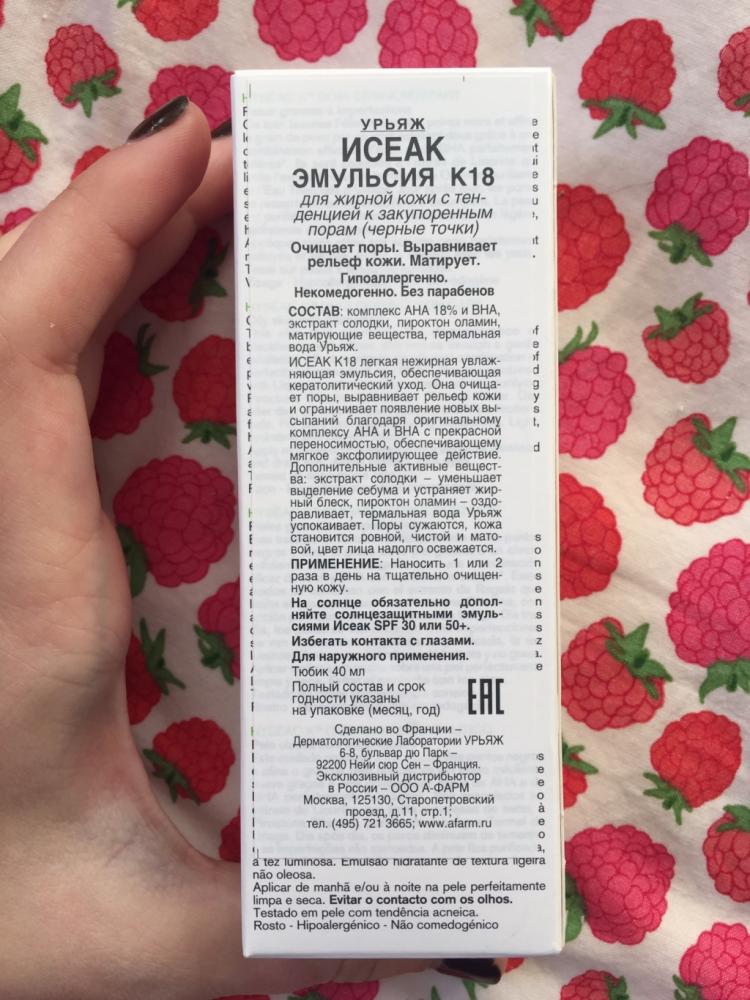 УРЬЯЖ
ИСЕАК
ЭМУЛЬСИЯ К18
для жирной кожи с тен-
денцией к закупоренным
порам (черные точки)
Очищает поры. Выравнивает
рельеф кожи. Матирует.
Гипоаллергенно.
Некомедогенно. Без парабенов
СОСТАВ: комплекс АНА 18% и ВНА,
экстракт солодки, пироктон оламин,
матирующие вещества, термальная
вода Урьяж.
ИСЕАК К18 легкая нежирная увлаж-
няющая эмульсия, обеспечивающая
кератолитический уход. Она очища-
ет поры, выравнивает рельеф кожи
и ограничивает появление новых вы-
сыпаний благодаря оригинальному
комплексу АНА и ВНА с прекрасной
переносимостью, обеспечивающему
мягкое эксфолиирующее действие.
Дополнительные активные вещест-
ва: экстракт солодки – уменьшает
выделение себума и устраняет жир-
ный блеск, пироктон оламин – оздо-
равливает, термальная вода Урьяж
успокаивает. Поры сужаются, кожа
становится ровной, чистой и мато-
вой, цвет лица надолго освежается.
ПРИМЕНЕНИЕ: Наносить 1 или 2
раза в день на тщательно очищен-
ную кожу.
На солнце обязательно допол-
няйте солнцезащитными эмуль-
сиями Исеак SPF 30 или 50+.
Избегать контакта с глазами.
Для наружного применения.
Тюбик 40 мл
Полный состав и срок
годности указаны
на упаковке (месяц, год)
EAC
Сделано во Франции –
Дерматологические Лаборатории УРЬЯЖ
6-8, бульвар дю Парк –
92200 Нейи сюр Сен – Франция.
Эксклюзивный дистрибьютор
в России – ООО А-ФАРМ
Москва, 125130, Старопетровский
проезд, д.11, стр.1;
тел. (495) 721 3665; www.afarm.ru
a tez luminosa. Emulsão hidratante de textura ligeira
não oleosa.
Aplicar de manhã e/ou à noite na pele perfeitamente
limpa e seca. Evitar o contacto com os olhos.
Testado em pele com tendência acneica.
Rosto - Hipoalergénico - Não comedogénico